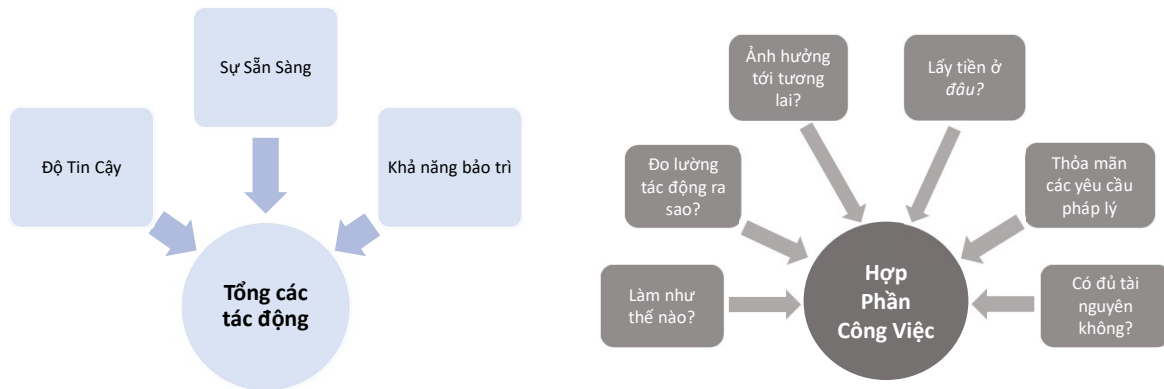 Sự Sẵn Sàng
Độ Tin Cậy
Khả năng bảo trì
Tổng các
tác động
Ảnh hưởng
tới tương
lai?
Lấy tiền ở
đâu?
Đo lường
tác động ra
sao?
Thỏa mãn
các yêu cầu
pháp lý
Làm như
thế nào?
Hợp
Phần
Công Việc
Có đủ tài
nguyên
không?